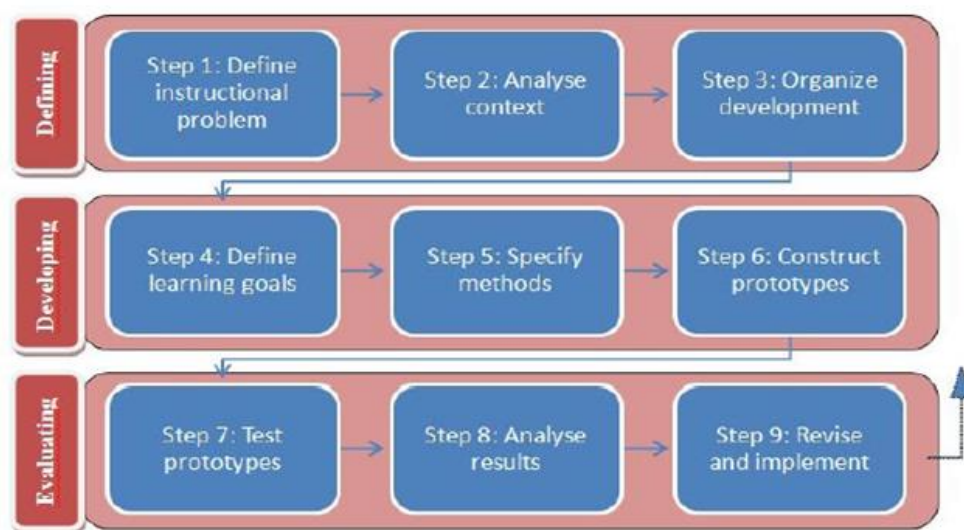 Defining
Step 1: Define
instructional
problem
Step 2: Analyse
context
Step 3: Organize
development
Developing
Step 4: Define
learning goals
Step 5: Specify
methods
Step 6: Construct
prototypes
Evaluating
Step 7: Test
prototypes
Step 8: Analyse
results
Step 9: Revise
and implement